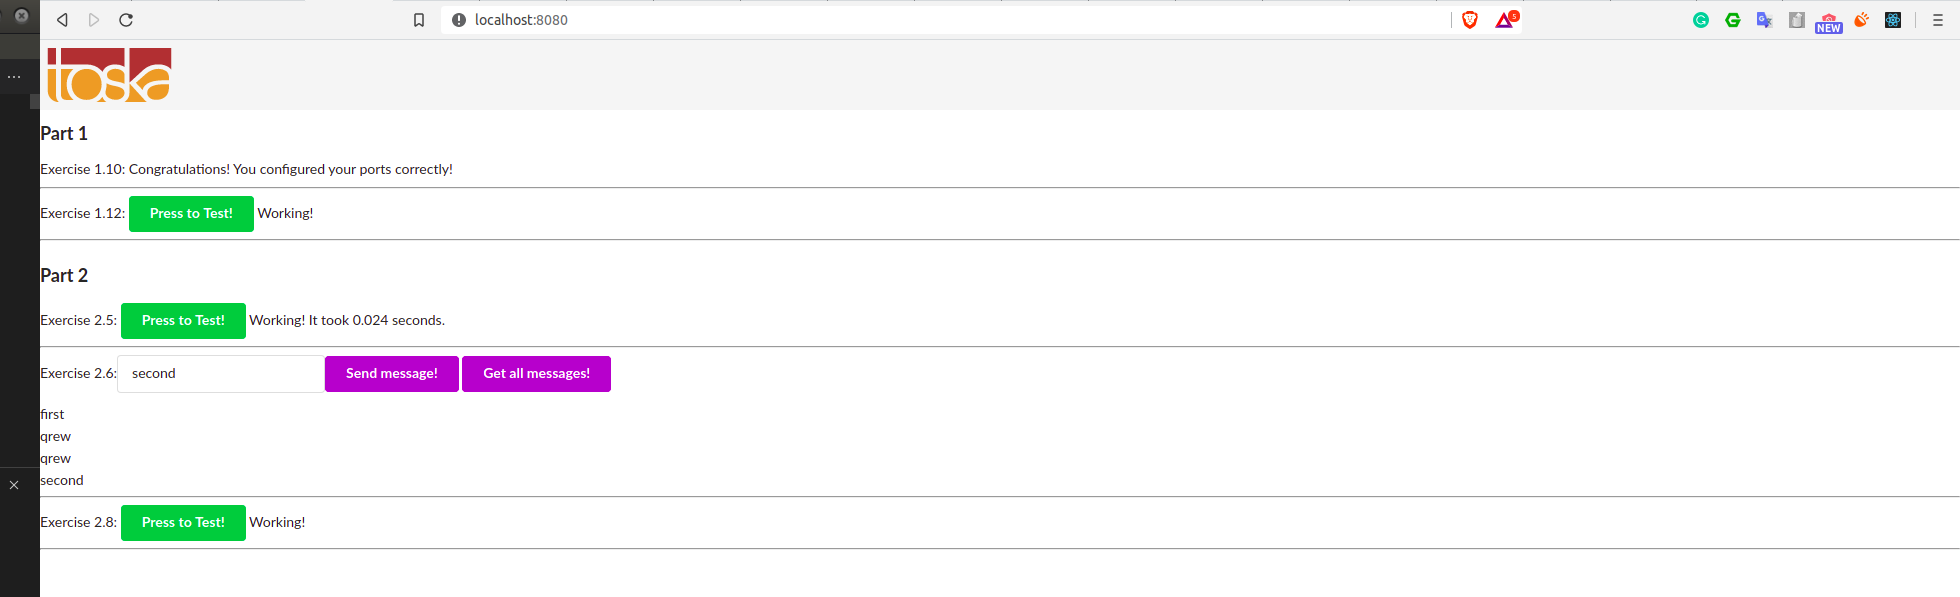 localhost:8080
5
NEW
toska
Part 1
Exercise 1.10: Congratulations! You configured your ports correctly!
Exercise 1.12: Press to Test! Working!
Part 2
Exercise 2.5: Press to Test! Working! It took 0.024 seconds.
Exercise 2.6: second Send message! Get all messages!
first
qrew
qrew
second
Exercise 2.8: Press to Test! Working!